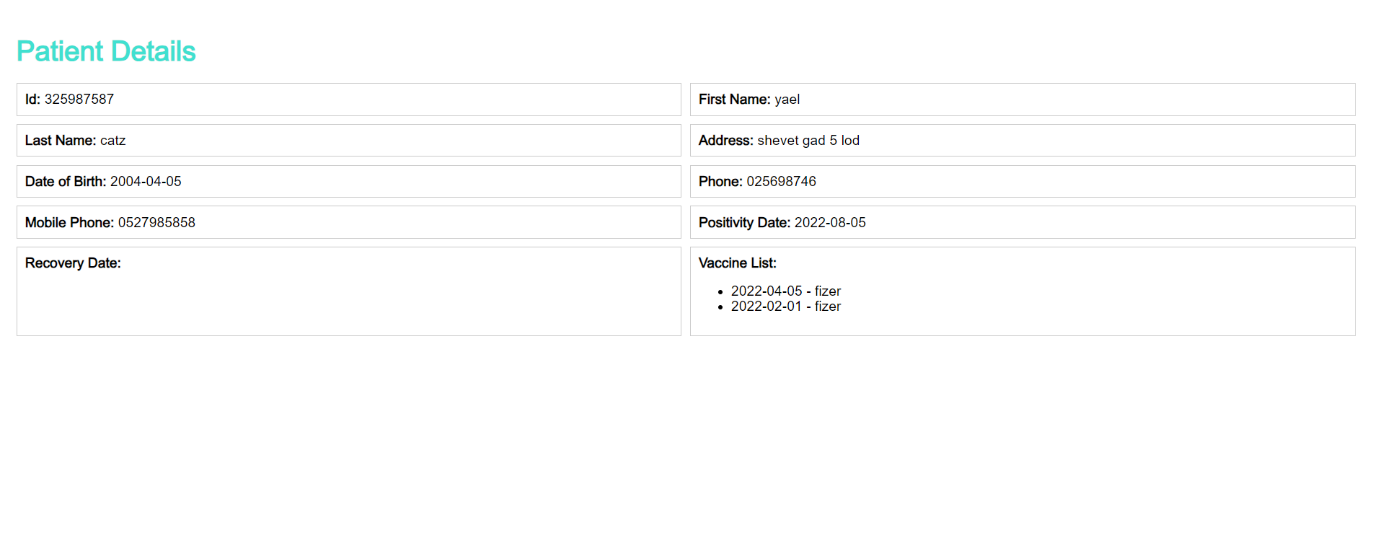 Patient Details
Id: 325987587
First Name: yael
Last Name: catz
Address: shevet gad 5 lod
Date of Birth: 2004-04-05
Phone: 025698746
Mobile Phone: 0527985858
Positivity Date: 2022-08-05
Recovery Date:
Vaccine List:
• 2022-04-05 - fizer
• 2022-02-01 - fizer